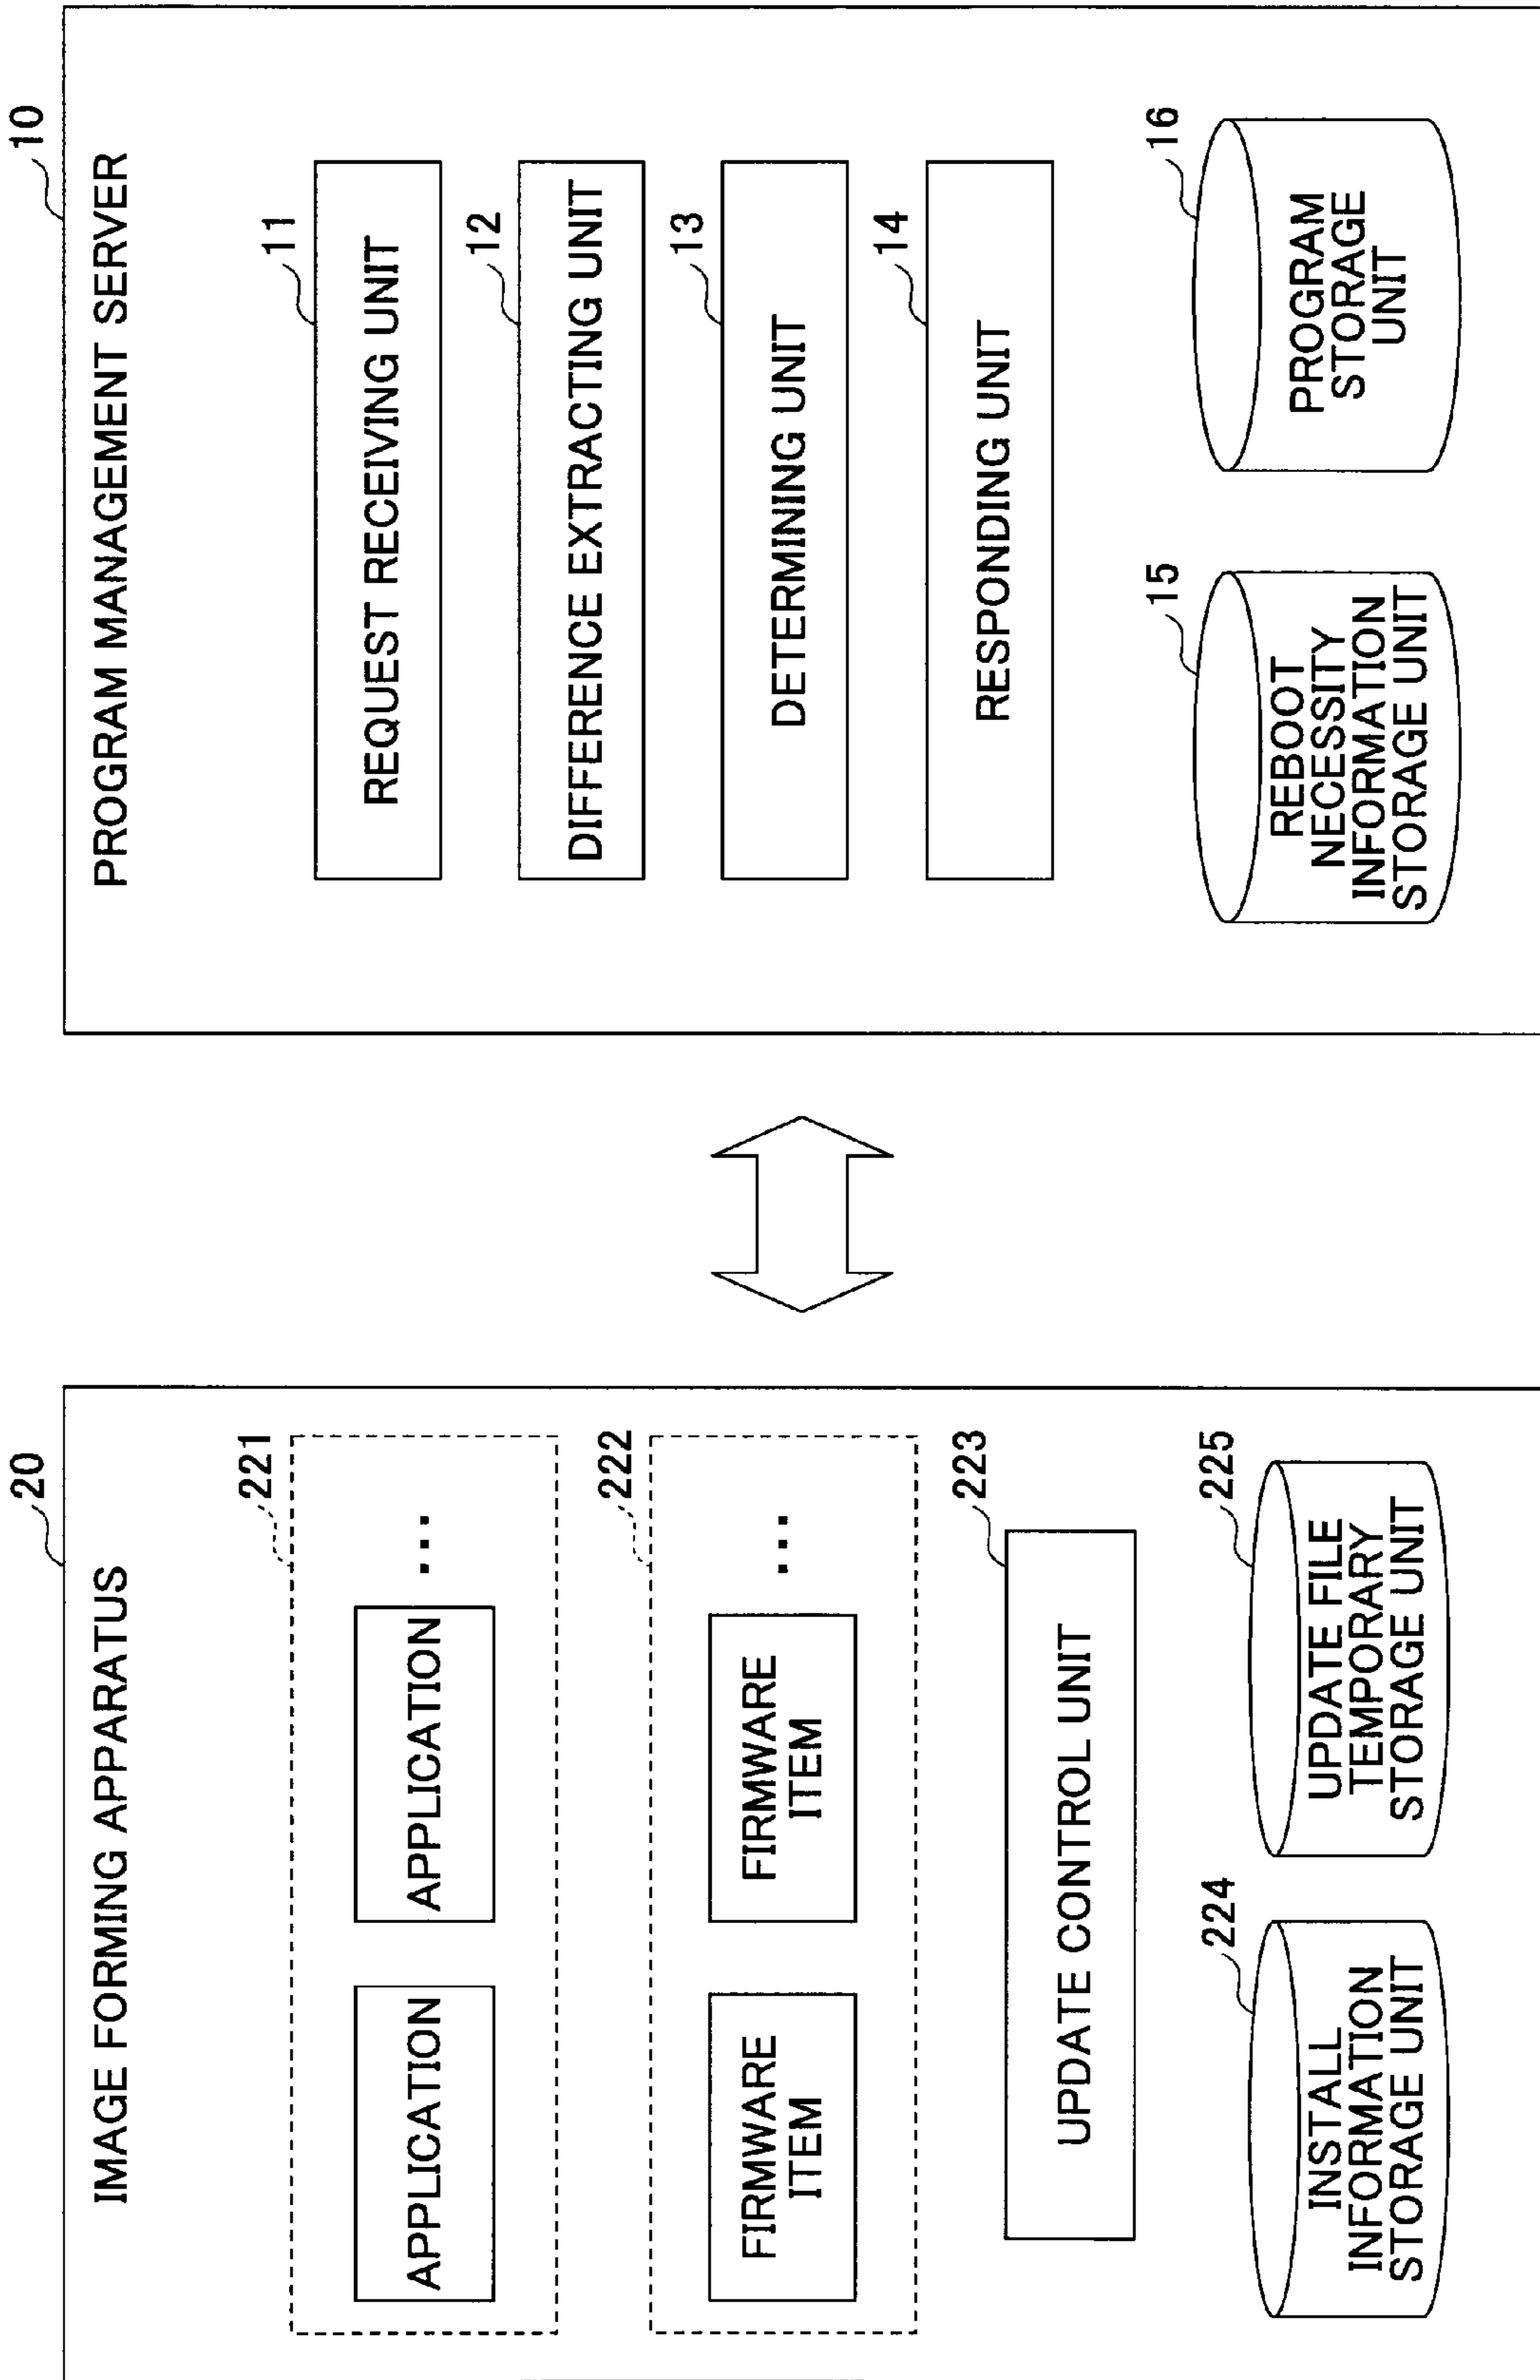 IMAGE FORMING APPARATUS
20
221
APPLICATION
APPLICATION
...
222
FIRMWARE
ITEM
FIRMWARE
ITEM
...
223
UPDATE CONTROL UNIT
224
INSTALL
INFORMATION
STORAGE UNIT
225
UPDATE FILE
TEMPORARY
STORAGE UNIT
PROGRAM MANAGEMENT SERVER
10
11
REQUEST RECEIVING UNIT
12
DIFFERENCE EXTRACTING UNIT
13
DETERMINING UNIT
14
RESPONDING UNIT
15
REBOOT
NECESSITY
INFORMATION
STORAGE UNIT
16
PROGRAM
STORAGE
UNIT